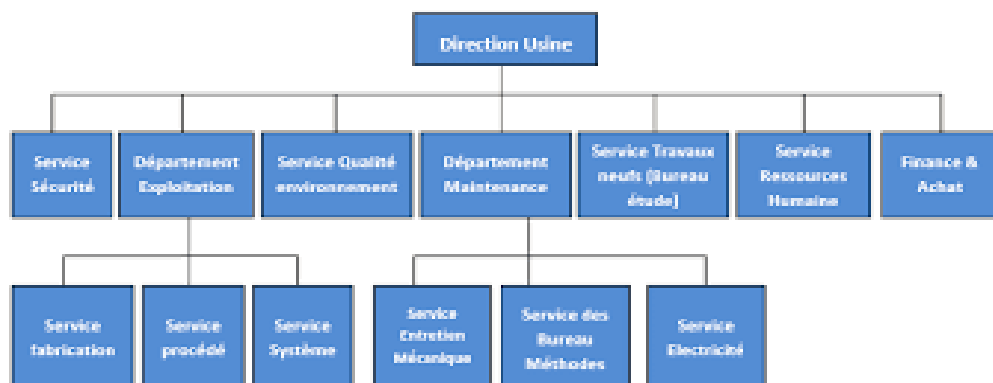 Direction Usine
Service
Sécurité
Département
Exploitation
Service Qualité
environnement
Département
Maintenance
Service Travaux
neufs (Bureau
étude)
Service
Ressources
Humaine
Finance &
Achat
Service
fabrication
Service
procédé
Service
Système
Service
Entretien
Mécanique
Service des
Bureau
Méthodes
Service
Electricité